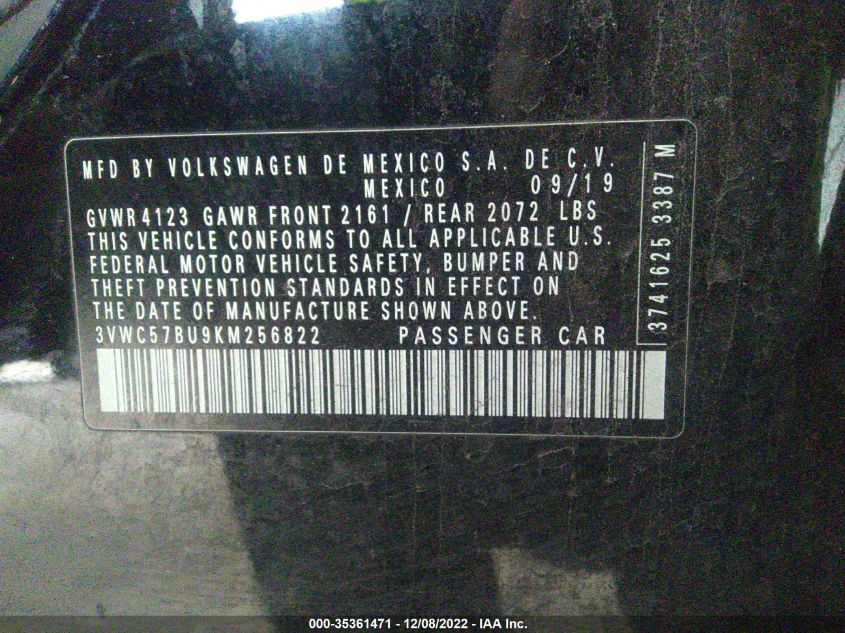 MFD BY VOLKSWAGEN DE MEXICO S.A. DE C.V.
MEXICO 09/19
GVWR 4123 GAWR FRONT 2161 / REAR 2072 LBS
THIS VEHICLE CONFORMS TO ALL APPLICABLE U.S.
FEDERAL MOTOR VEHICLE SAFETY, BUMPER AND
THEFT PREVENTION STANDARDS IN EFFECT ON
THE DATE OF MANUFACTURE SHOWN ABOVE.
3VWC57BU9KM256822 PASSENGER CAR
3741625 3387 M
000-35361471 - 12/08/2022 - IAA Inc.